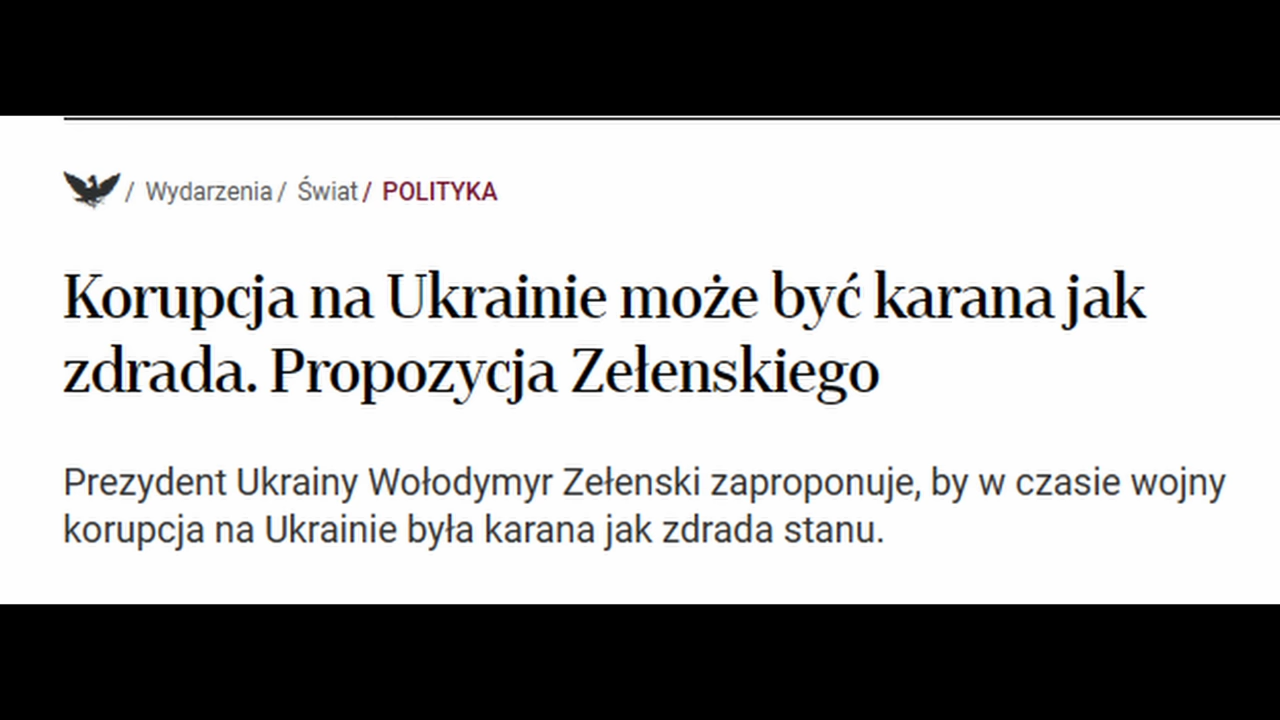 / Wydarzenia / Świat / POLITYKA
Korupcja na Ukrainie może być karana jak
zdrada. Propozycja Zełenskiego
Prezydent Ukrainy Wołodymyr Zełenski zaproponuje, by w czasie wojny
korupcja na Ukrainie była karana jak zdrada stanu.